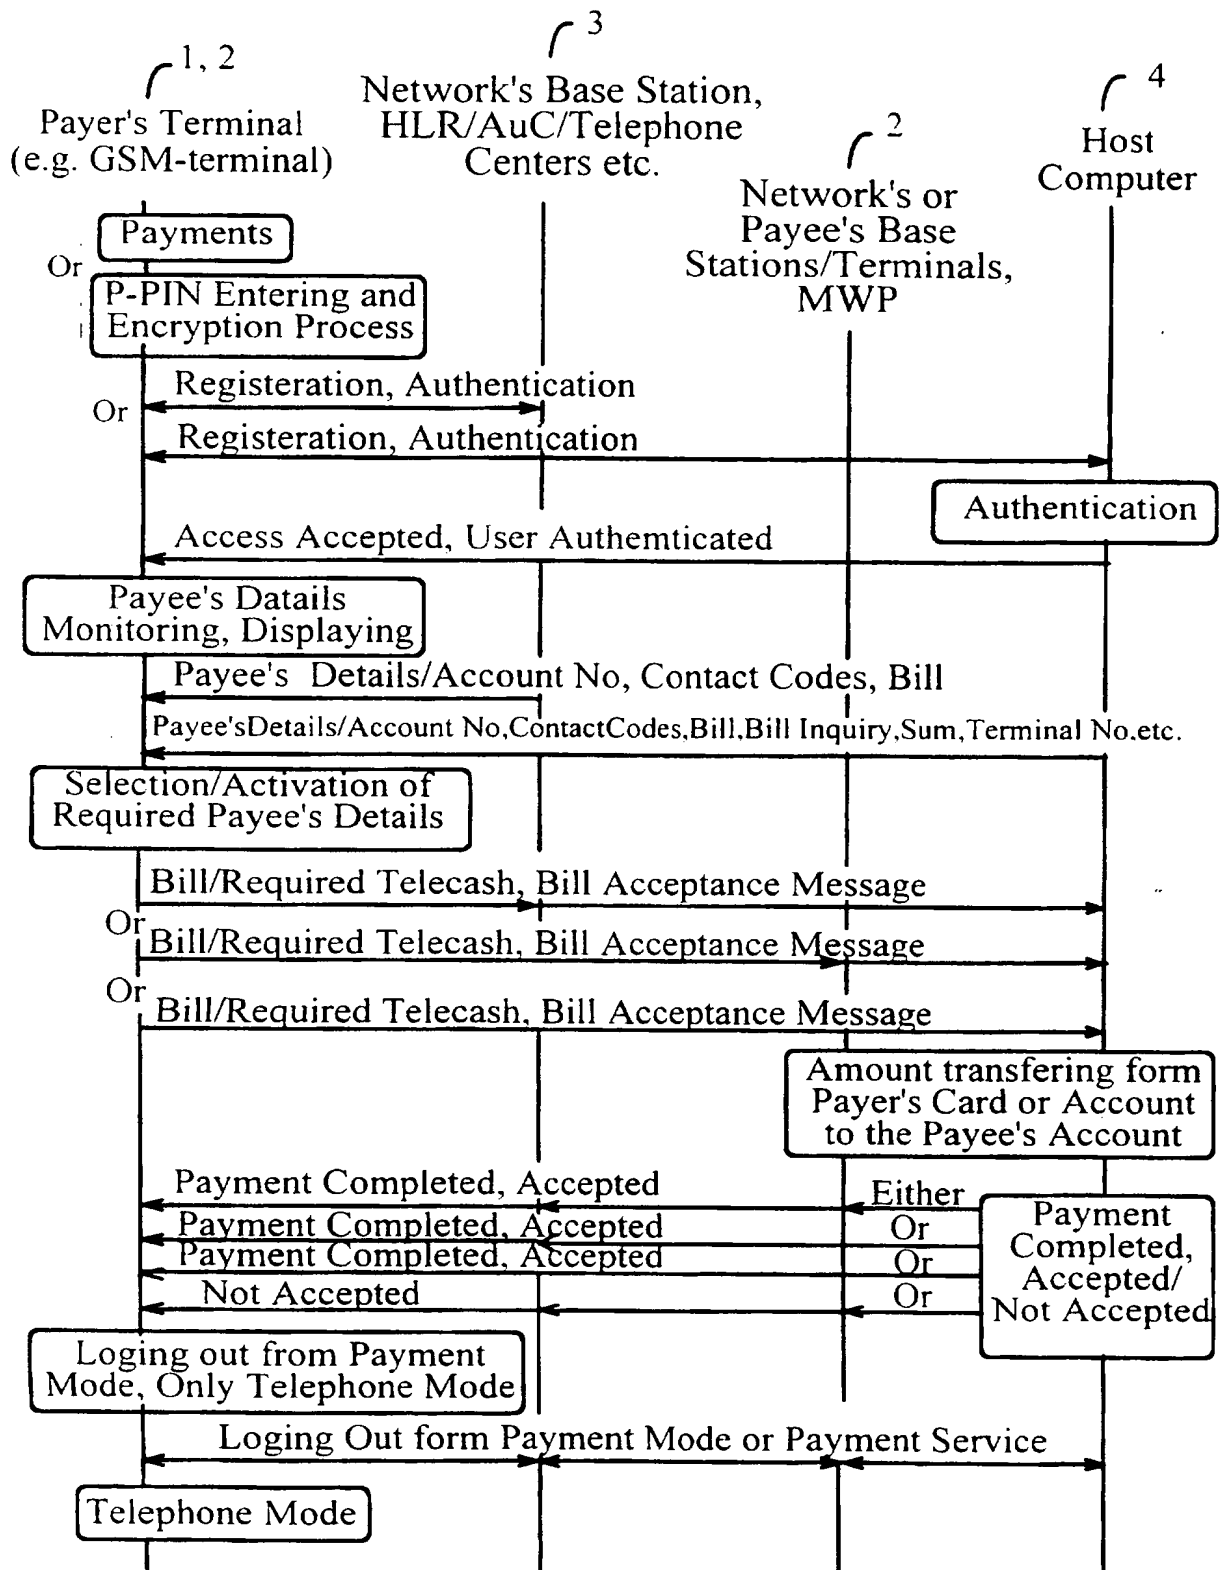 1, 2
3
2
4
Payer's Terminal
(e.g. GSM-terminal)
Network's Base Station,
HLR/AuC/Telephone
Centers etc.
Network's or
Payee's Base
Stations/Terminals,
MWP
Host
Computer
Payments
Or
P-PIN Entering and
Encryption Process
Registeration, Authentication
Or
Registeration, Authentication
Authentication
Access Accepted, User Authemticated
Payee's Datails
Monitoring, Displaying
Payee's Details/Account No, Contact Codes, Bill
Payee'sDetails/Account No,ContactCodes,Bill,Bill Inquiry,Sum,Terminal No.etc.
Selection/Activation of
Required Payee's Details
Bill/Required Telecash, Bill Acceptance Message
Or
Bill/Required Telecash, Bill Acceptance Message
Or
Bill/Required Telecash, Bill Acceptance Message
Amount transfering form
Payer's Card or Account
to the Payee's Account
Payment Completed, Accepted
Either
Payment Completed, Accepted
Or
Payment Completed, Accepted
Or
Not Accepted
Or
Payment
Completed,
Accepted/
Not Accepted
Loging out from Payment
Mode, Only Telephone Mode
Loging Out form Payment Mode or Payment Service
Telephone Mode